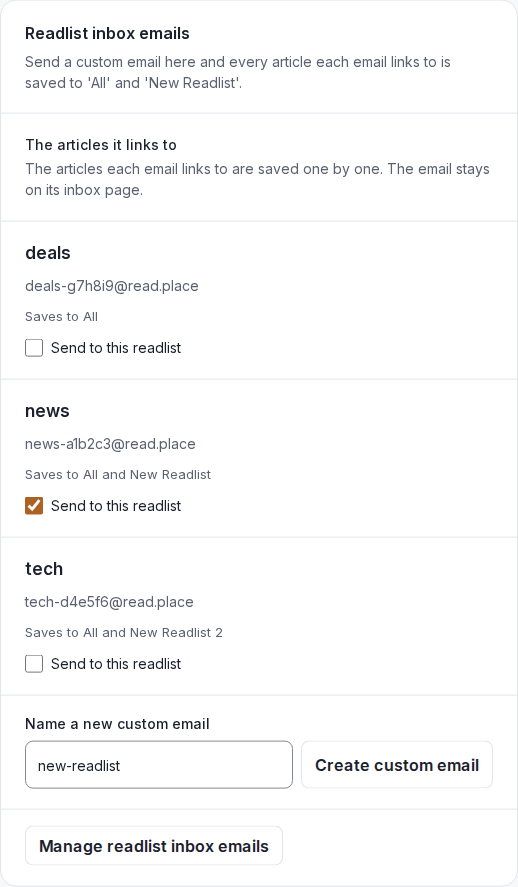 Readlist inbox emails
Send a custom email here and every article each email links to is
saved to 'All' and 'New Readlist'.
The articles it links to
The articles each email links to are saved one by one. The email stays
on its inbox page.
deals
deals-g7h8i9@read.place
Saves to All
Send to this readlist
news
news-a1b2c3@read.place
Saves to All and New Readlist
Send to this readlist
tech
tech-d4e5f6@read.place
Saves to All and New Readlist 2
Send to this readlist
Name a new custom email
new-readlist
Create custom email
Manage readlist inbox emails